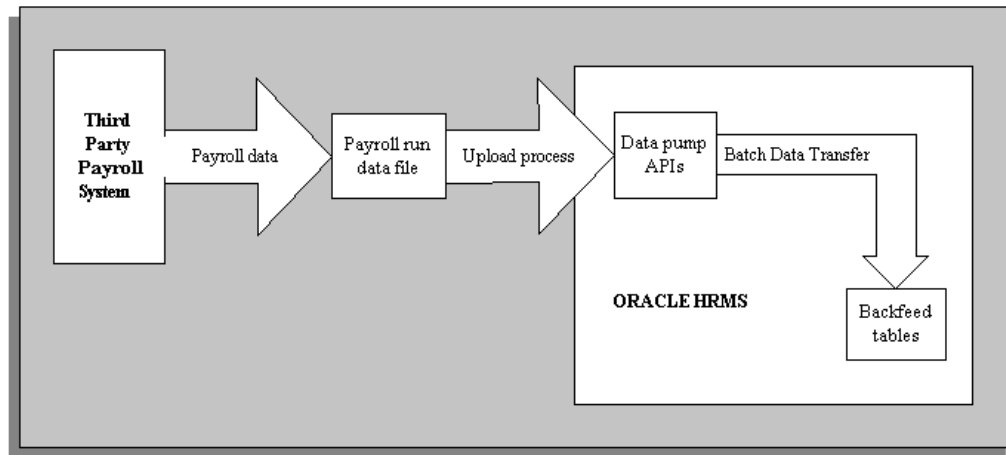 Third
Party
Payroll
System
Payroll data
Payroll run
data file
Upload process
Data pump
APIs
Batch Data Transfer
ORACLE HRMS
Backfeed
tables